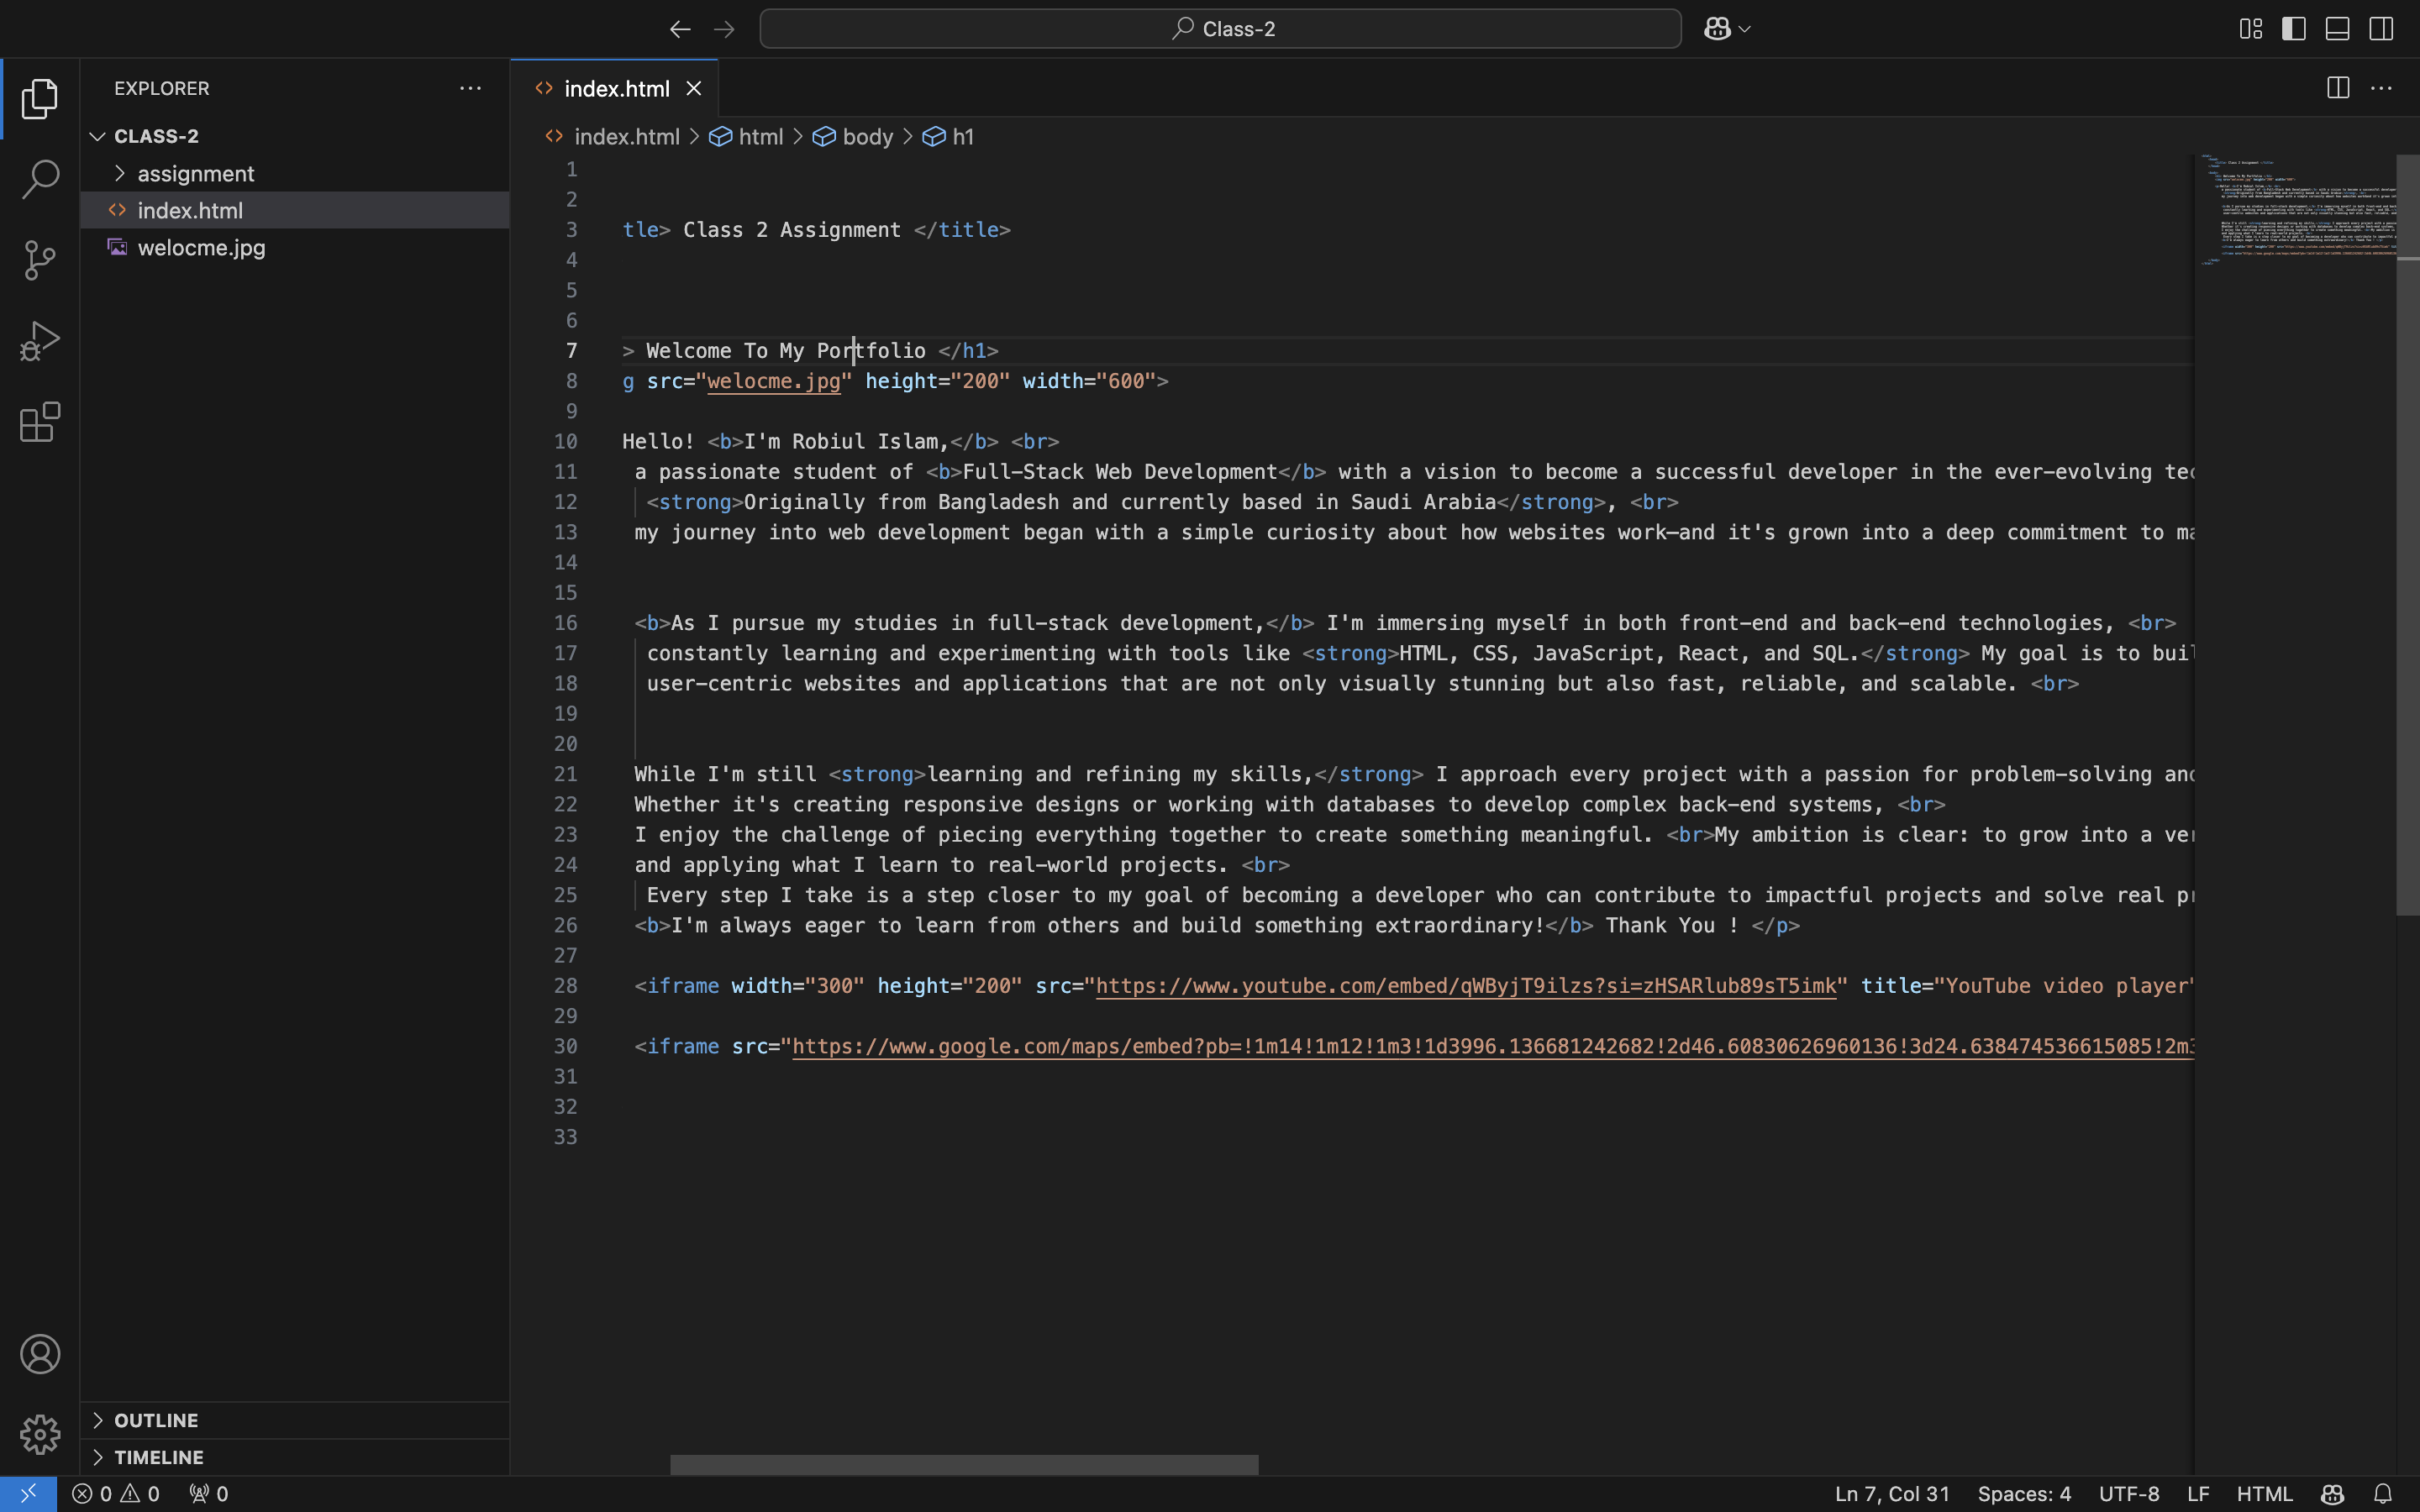 Class-2
EXPLORER
CLASS-2
assignment
index.html
welocme.jpg
OUTLINE
TIMELINE
index.html
index.html > html > body > h1
1
2
3 tle> Class 2 Assignment </title>
4
5
6
7 > Welcome To My Portfolio </h1>
8 g src="welocme.jpg" height="200" width="600">
9
10 Hello! <b>I'm Robiul Islam,</b> <br>
11 a passionate student of <b>Full-Stack Web Development</b> with a vision to become a successful developer in the ever-evolving tec
12 <strong>Originally from Bangladesh and currently based in Saudi Arabia</strong>, <br>
13 my journey into web development began with a simple curiosity about how websites work—and it's grown into a deep commitment to ma
14
15
16 <b>As I pursue my studies in full-stack development,</b> I'm immersing myself in both front-end and back-end technologies, <br>
17 constantly learning and experimenting with tools like <strong>HTML, CSS, JavaScript, React, and SQL.</strong> My goal is to buil
18 user-centric websites and applications that are not only visually stunning but also fast, reliable, and scalable. <br>
19
20
21 While I'm still <strong>learning and refining my skills,</strong> I approach every project with a passion for problem-solving and
22 Whether it's creating responsive designs or working with databases to develop complex back-end systems, <br>
23 I enjoy the challenge of piecing everything together to create something meaningful. <br>My ambition is clear: to grow into a ver
24 and applying what I learn to real-world projects. <br>
25 Every step I take is a step closer to my goal of becoming a developer who can contribute to impactful projects and solve real pr
26 <b>I'm always eager to learn from others and build something extraordinary!</b> Thank You ! </p>
27
28 <iframe width="300" height="200" src="https://www.youtube.com/embed/qWByjT9ilzs?si=zHSARlub89sT5imk" title="YouTube video player"
29
30 <iframe src="https://www.google.com/maps/embed?pb=!1m14!1m12!1m3!1d3996.136681242682!2d46.60830626960136!3d24.638474536615085!2m3
31
32
33
0 0 0
Ln 7, Col 31 Spaces: 4 UTF-8 LF HTML